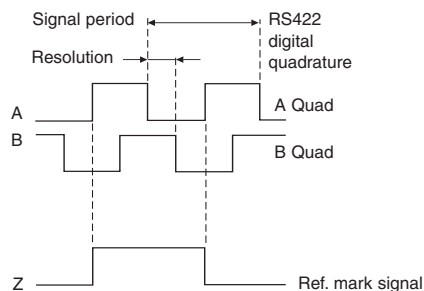 Signal period
RS422
digital
quadrature
Resolution
A
A Quad
B
B Quad
Z
Ref. mark signal